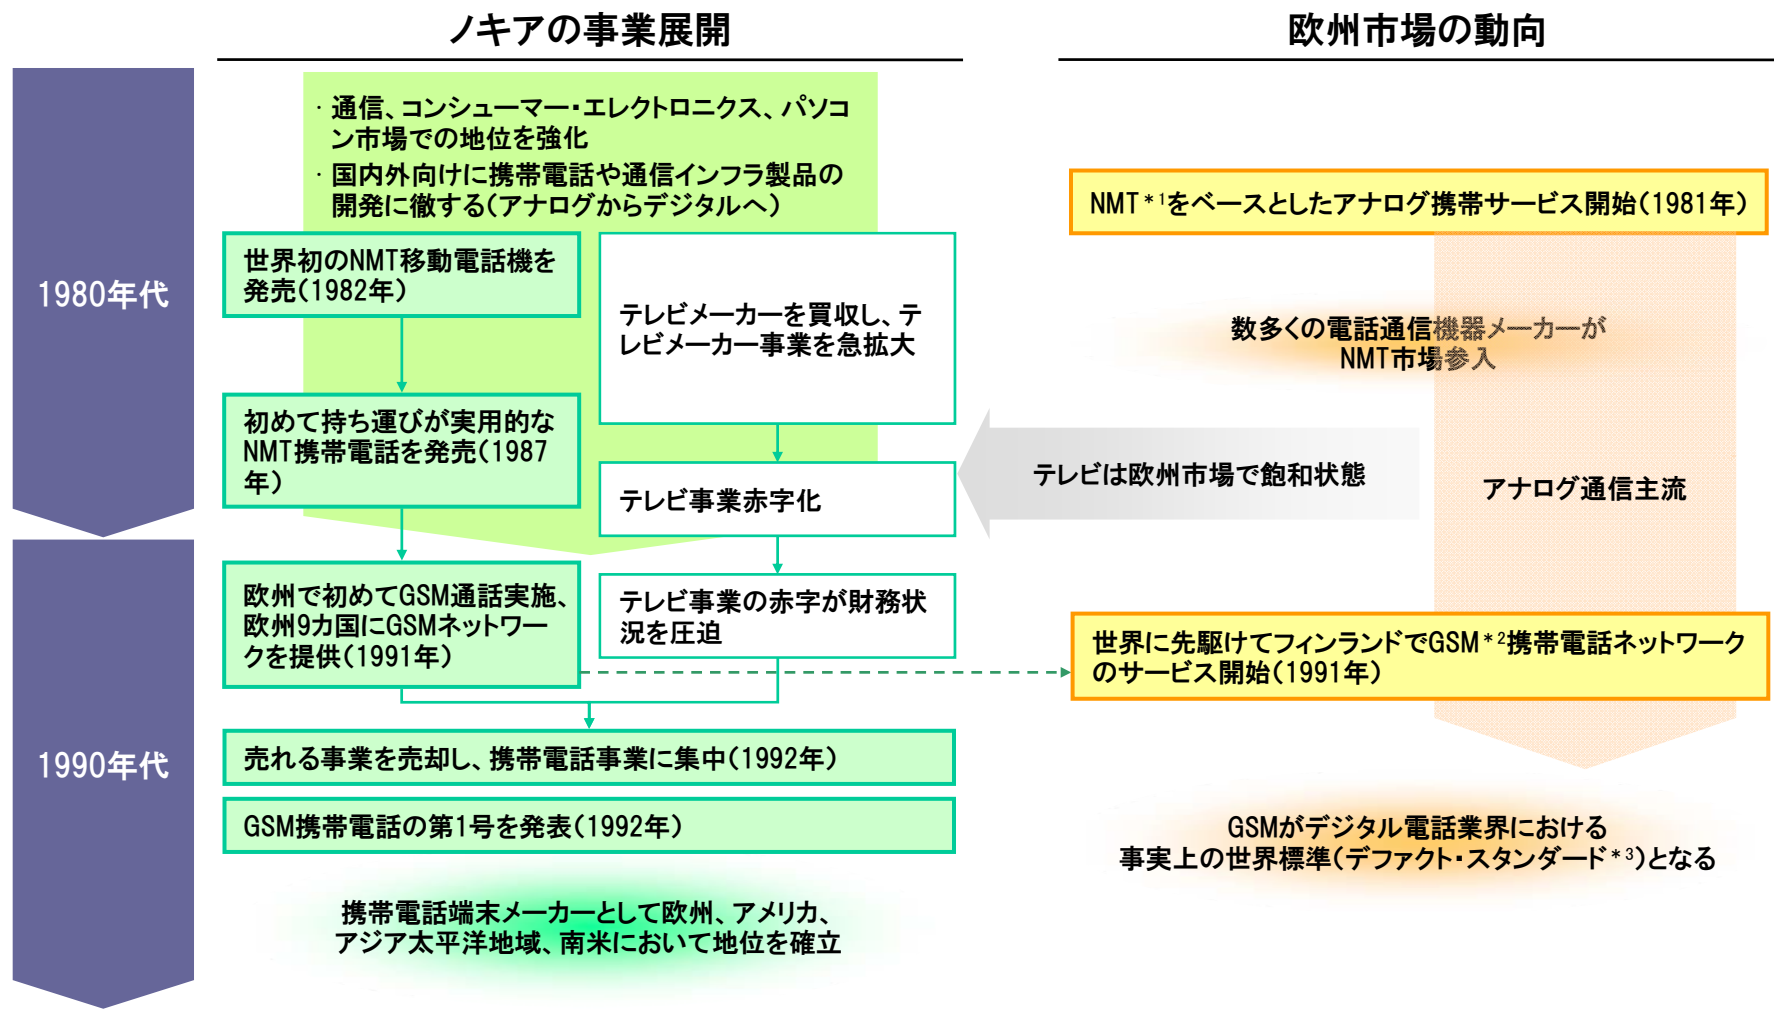 ノキアの事業展開
欧州市場の動向
1980年代
・通信、コンシューマー・エレクトロニクス、パソコ
ン市場での地位を強化
・国内外向けに携帯電話や通信インフラ製品の
開発に徹する(アナログからデジタルへ)
世界初のNMT移動電話機を
発売(1982年)
初めて持ち運びが実用的な
NMT携帯電話を発売(1987
年)
テレビメーカーを買収し、テ
レビメーカー事業を急拡大
テレビ事業赤字化
テレビは欧州市場で飽和状態
NMT*1をベースとしたアナログ携帯サービス開始(1981年)
数多くの電話通信機器メーカーが
NMT市場参入
アナログ通信主流
1990年代
欧州で初めてGSM通話実施、
欧州9カ国にGSMネットワー
クを提供(1991年)
テレビ事業の赤字が財務状
況を圧迫
世界に先駆けてフィンランドでGSM*2携帯電話ネットワーク
のサービス開始(1991年)
売れる事業を売却し、携帯電話事業に集中(1992年)
GSM携帯電話の第1号を発表(1992年)
GSMがデジタル電話業界における
事実上の世界標準(デファクト・スタンダード*3)となる
携帯電話端末メーカーとして欧州、アメリカ、
アジア太平洋地域、南米において地位を確立